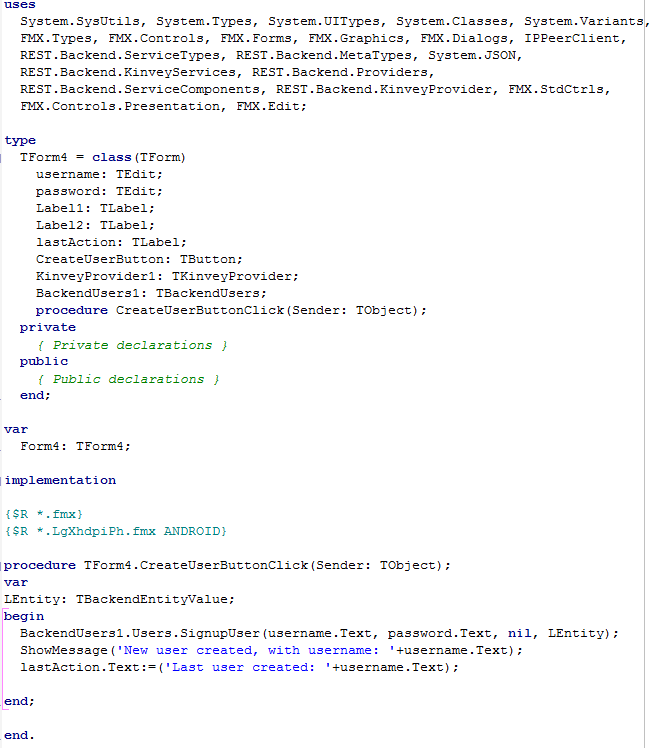 uses
  System.SysUtils, System.Types, System.UITypes, System.Classes, System.Variants,
  FMX.Types, FMX.Controls, FMX.Forms, FMX.Graphics, FMX.Dialogs, IPPeerClient,
  REST.Backend.ServiceTypes, REST.Backend.MetaTypes, System.JSON,
  REST.Backend.KinveyServices, REST.Backend.Providers,
  REST.Backend.ServiceComponents, REST.Backend.KinveyProvider, FMX.StdCtrls,
  FMX.Controls.Presentation, FMX.Edit;

type
  TForm4 = class(TForm)
    username: TEdit;
    password: TEdit;
    Label1: TLabel;
    Label2: TLabel;
    lastAction: TLabel;
    CreateUserButton: TButton;
    KinveyProvider1: TKinveyProvider;
    BackendUsers1: TBackendUsers;
    procedure CreateUserButtonClick(Sender: TObject);
  private
    { Private declarations }
  public
    { Public declarations }
  end;

var
  Form4: TForm4;

implementation

{$R *.fmx}
{$R *.LgXhdpiPh.fmx ANDROID}

procedure TForm4.CreateUserButtonClick(Sender: TObject);
var
LEntity: TBackendEntityValue;
begin
  BackendUsers1.Users.SignupUser(username.Text, password.Text, nil, LEntity);
  ShowMessage('New user created, with username: '+username.Text);
  lastAction.Text:=('Last user created: '+username.Text);

end;

end.